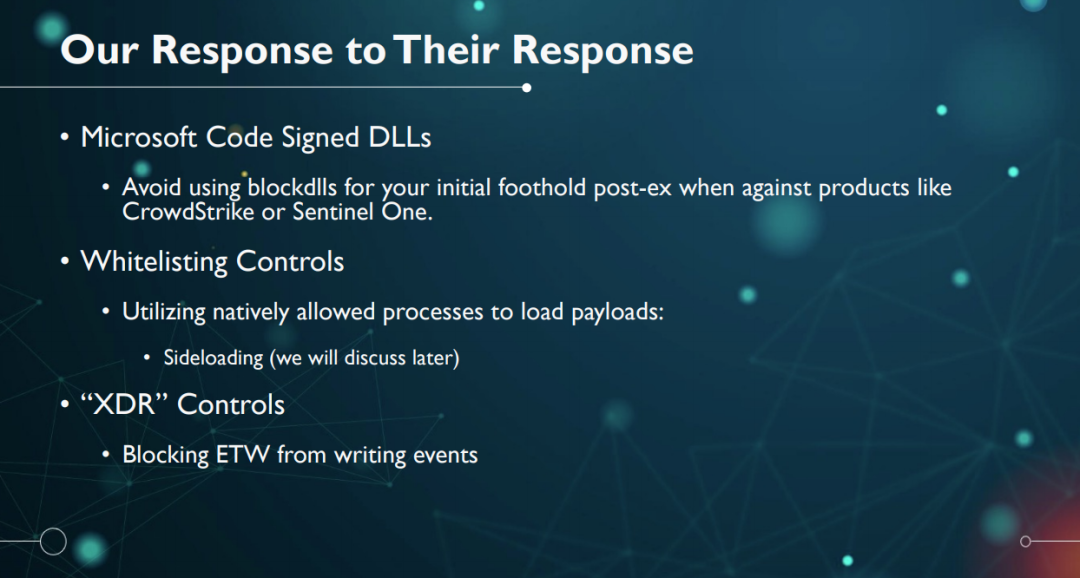 Our Response to Their Response
• Microsoft Code Signed DLLs
• Avoid using blockdlls for your initial foothold post-ex when against products like
CrowdStrike or Sentinel One.
• Whitelisting Controls
• Utilizing natively allowed processes to load payloads:
• Sideloading (we will discuss later)
• “XDR” Controls
• Blocking ETW from writing events